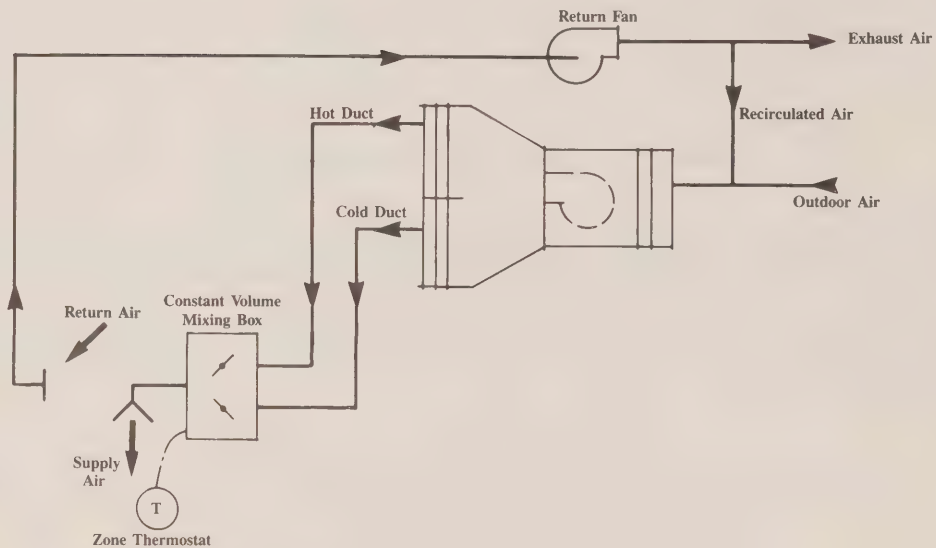 Return Fan
Exhaust Air
Hot Duct
Recirculated Air
Cold Duct
Outdoor Air
Constant Volume
Mixing Box
Return Air
Supply
Air
T
Zone Thermostat